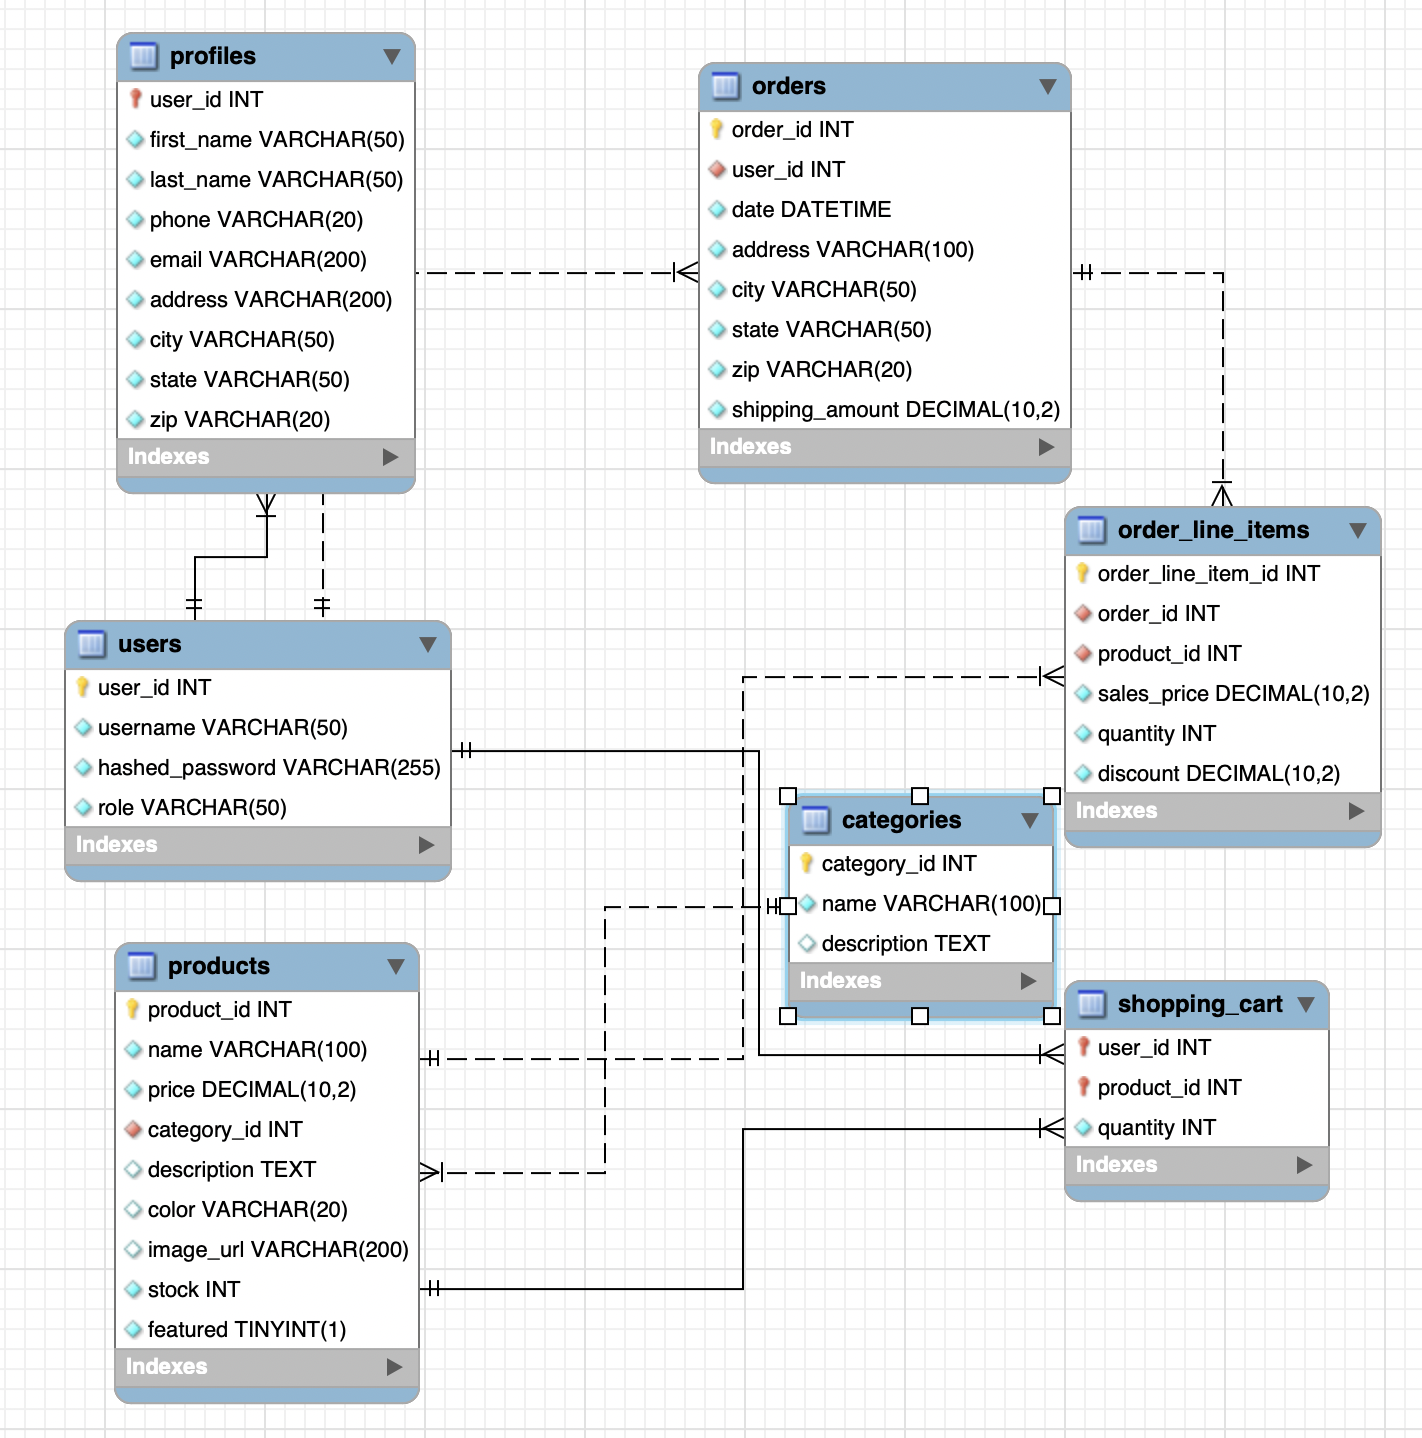 profiles
user_id INT
first_name VARCHAR(50)
last_name VARCHAR(50)
phone VARCHAR(20)
email VARCHAR(200)
address VARCHAR(200)
city VARCHAR(50)
state VARCHAR(50)
zip VARCHAR(20)
Indexes
orders
order_id INT
user_id INT
date DATETIME
address VARCHAR(100)
city VARCHAR(50)
state VARCHAR(50)
zip VARCHAR(20)
shipping_amount DECIMAL(10,2)
Indexes
order_line_items
order_line_item_id INT
order_id INT
product_id INT
sales_price DECIMAL(10,2)
quantity INT
discount DECIMAL(10,2)
Indexes
users
user_id INT
username VARCHAR(50)
hashed_password VARCHAR(255)
role VARCHAR(50)
Indexes
categories
category_id INT
name VARCHAR(100)
description TEXT
Indexes
products
product_id INT
name VARCHAR(100)
price DECIMAL(10,2)
category_id INT
description TEXT
color VARCHAR(20)
image_url VARCHAR(200)
stock INT
featured TINYINT(1)
Indexes
shopping_cart
user_id INT
product_id INT
quantity INT
Indexes